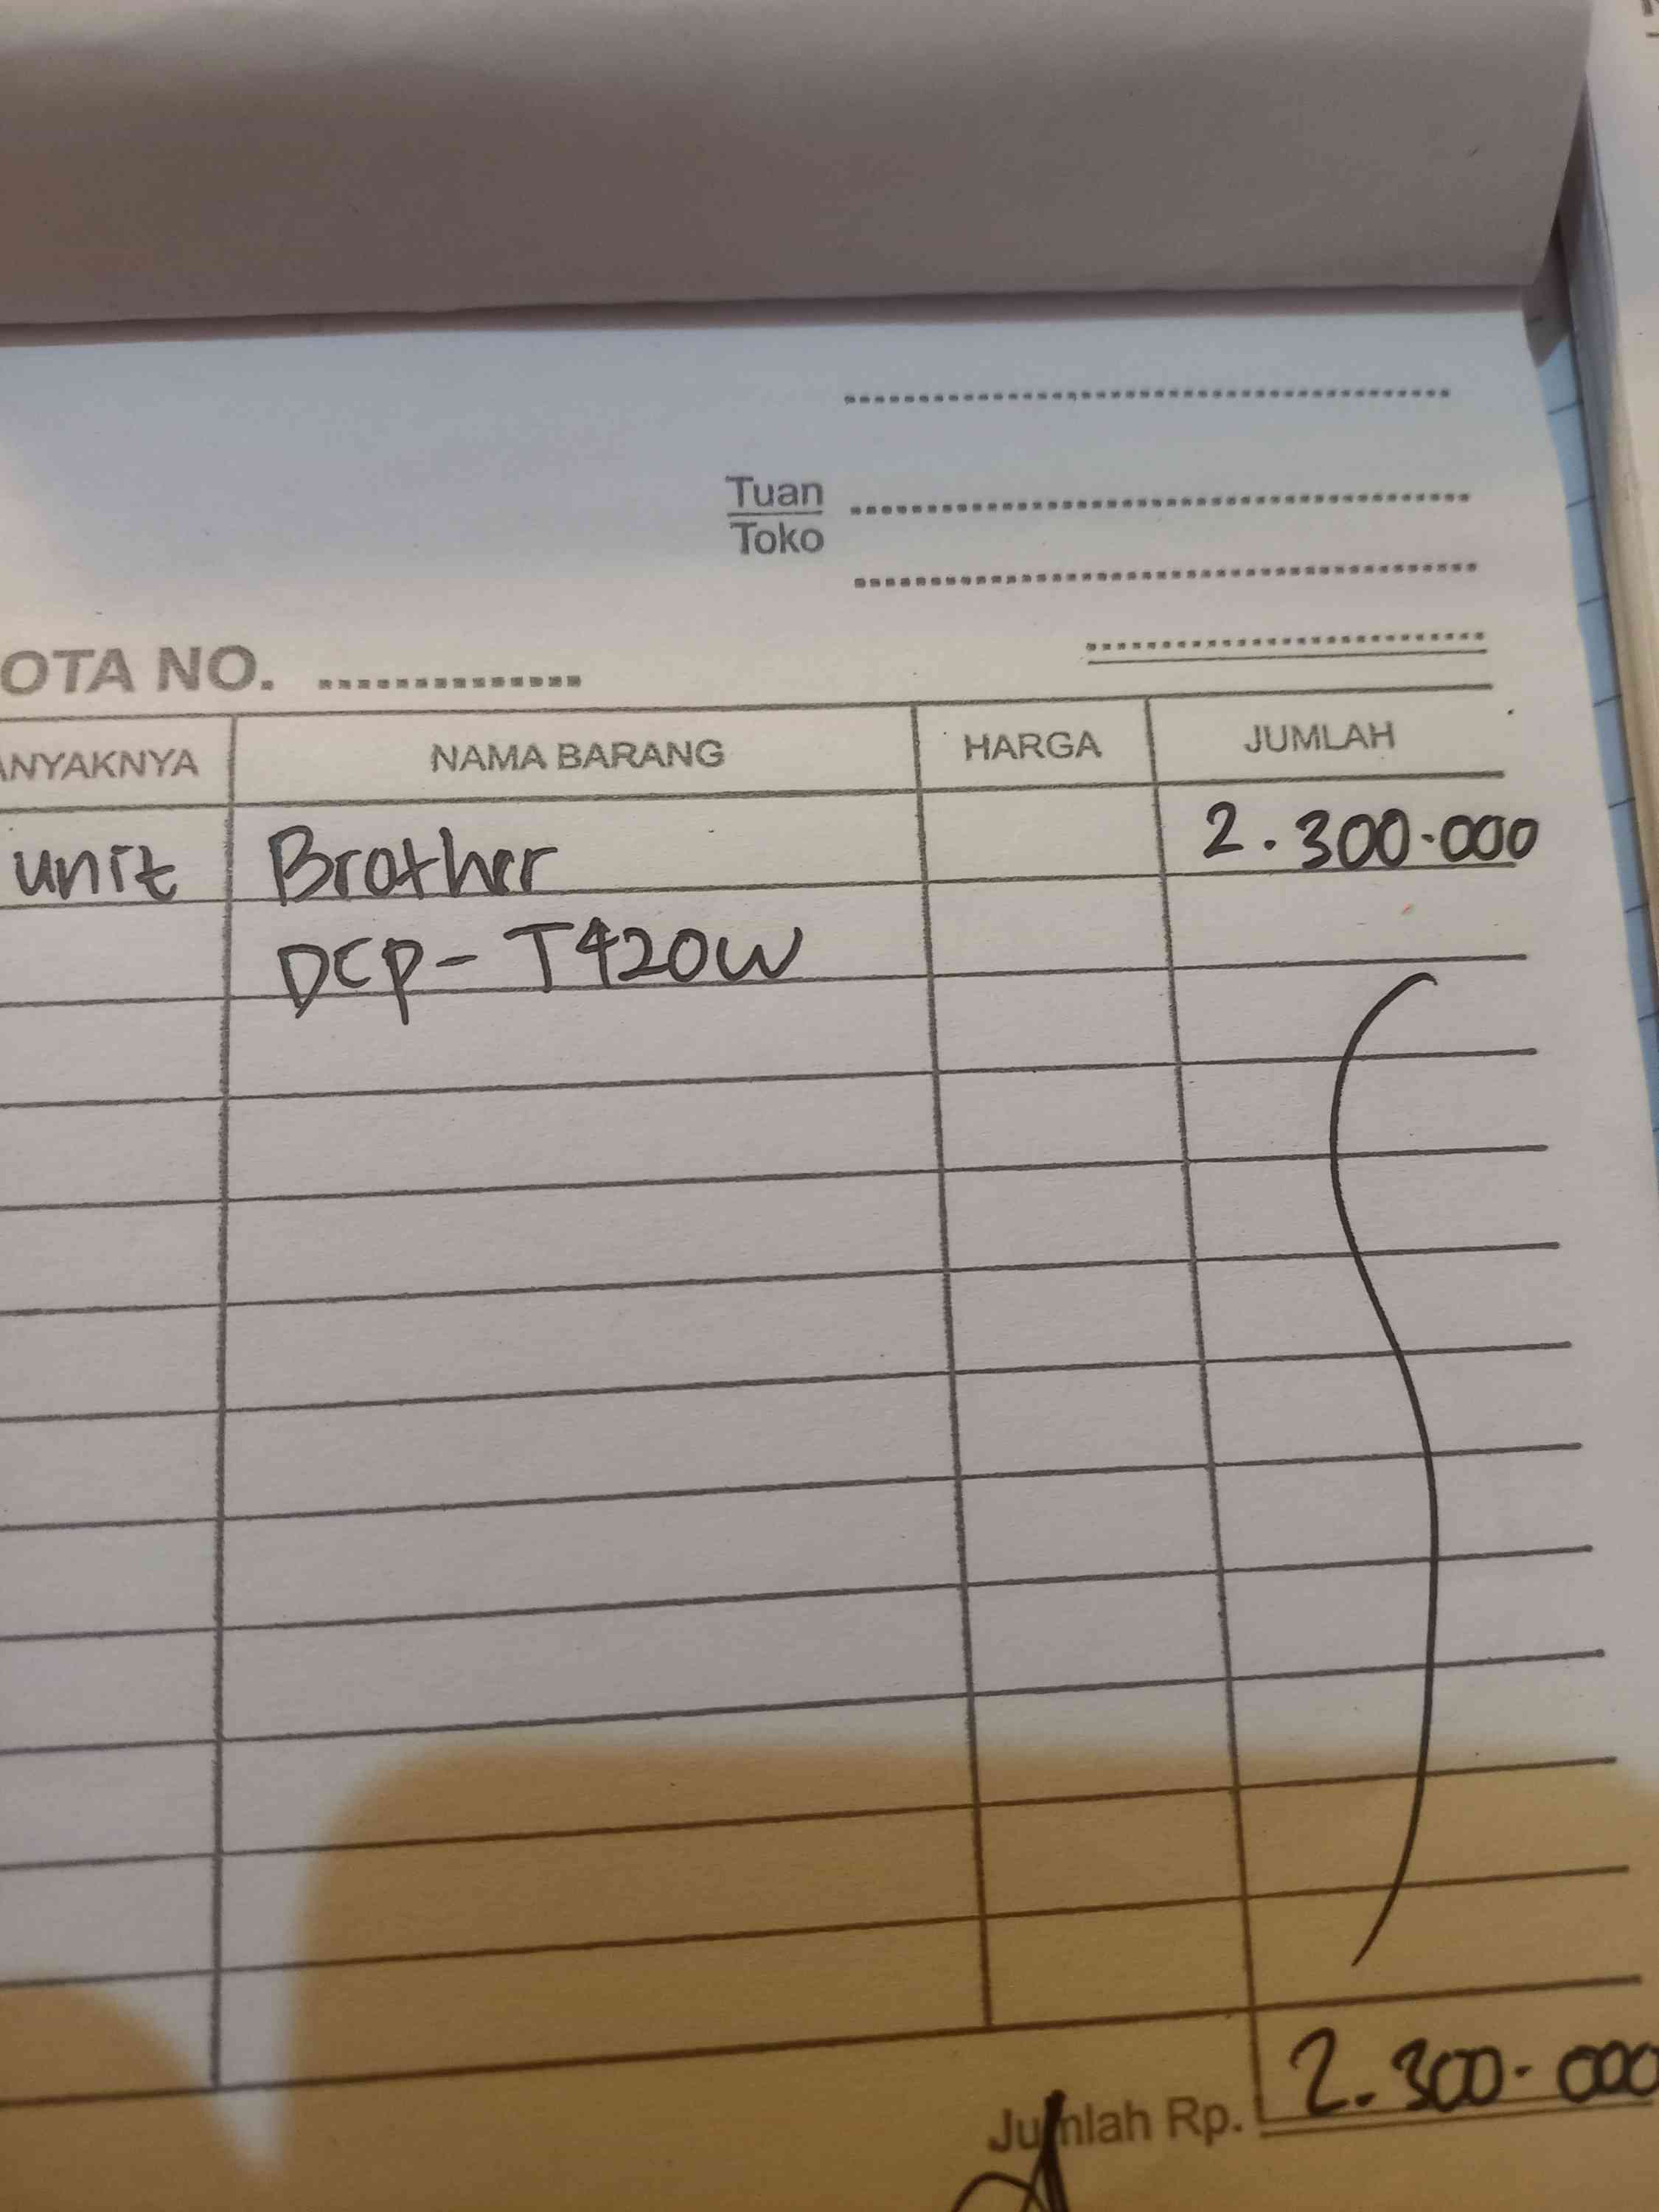 Tuan
Toko
OTA NO. ..............
ANYAKNYA NAMA BARANG HARGA JUMLAH
unit Brother 2.300.000
DCP-T420W
Jumlah Rp. 2.300.000